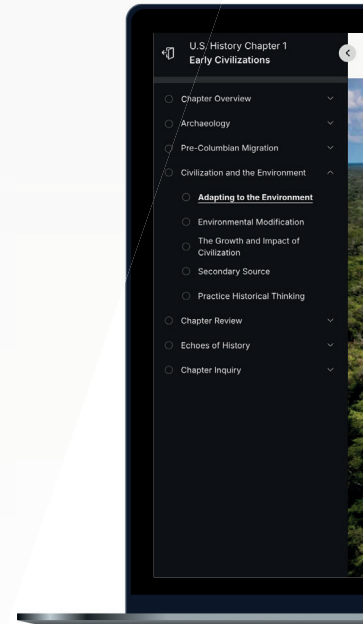 U.S. History Chapter 1
Early Civilizations
Chapter Overview
Archaeology
Pre-Columbian Migration
Civilization and the Environment
Adapting to the Environment
Environmental Modification
The Growth and Impact of
Civilization
Secondary Source
Practice Historical Thinking
Chapter Review
Echoes of History
Chapter Inquiry